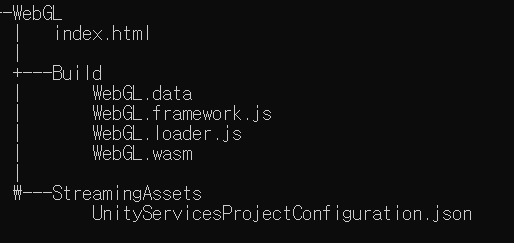 --WebGL
|   index.html
|
+---Build
|       WebGL.data
|       WebGL.framework.js
|       WebGL.loader.js
|       WebGL.wasm
|
₩---StreamingAssets
        UnityServicesProjectConfiguration.json